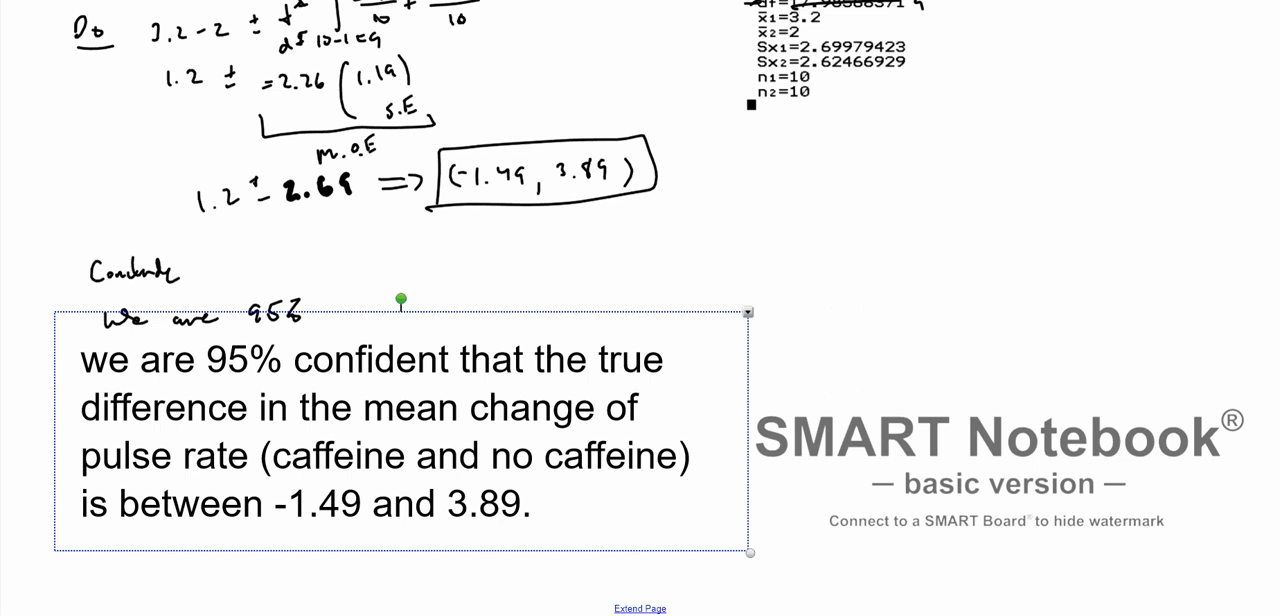 Do 3.2 - 2 ± t* 10 + 10
df 10-1=9
1.2 ± = 2.26 (1.19)
S.E
M.O.E
1.2 ± 2.69 => (-1.49, 3.89)
Conclude
We are 95%
we are 95% confident that the true
difference in the mean change of
pulse rate (caffeine and no caffeine)
is between -1.49 and 3.89.
df=17.98568371 9
x̄1=3.2
x̄2=2
Sx1=2.69979423
Sx2=2.62466929
n1=10
n2=10
SMART Notebook®
— basic version —
Connect to a SMART Board® to hide watermark
Extend Page